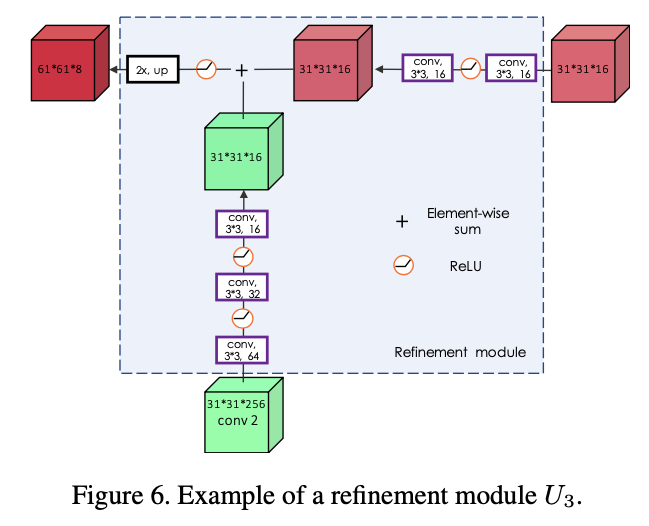 61*61*8
2x, up
+
31*31*16
conv,
3*3, 16
conv,
3*3, 16
31*31*16
31*31*16
conv,
3*3, 16
conv,
3*3, 32
conv,
3*3, 64
31*31*256
conv 2
+
Element-wise
sum
ReLU
Refinement module
Figure 6. Example of a refinement module U₃.